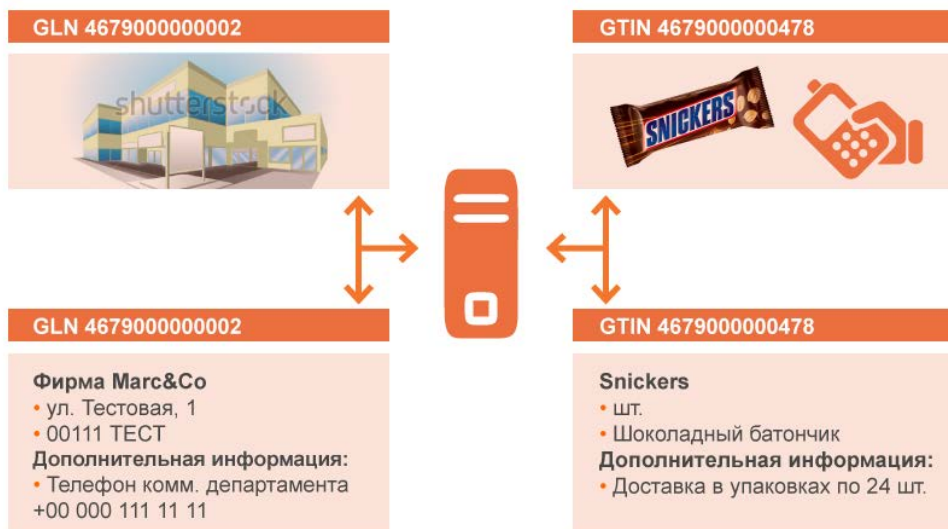 GLN 4679000000002
shutterstock
GTIN 4679000000478
SNICKERS
GLN 4679000000002
Фирма Marc&Co
• ул. Тестовая, 1
• 00111 ТЕСТ
Дополнительная информация:
• Телефон комм. департамента
+00 000 111 11 11
GTIN 4679000000478
Snickers
• шт.
• Шоколадный батончик
Дополнительная информация:
• Доставка в упаковках по 24 шт.